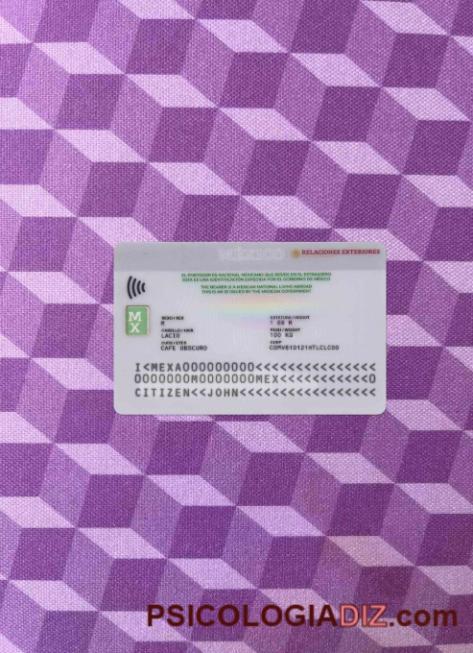 RELACIONES EXTERIORES
EL PORTADOR ES NACIONAL MEXICANO QUE RESIDE EN EL EXTRANJERO
ESTA ES UNA IDENTIFICACIÓN EXPEDIDA POR EL GOBIERNO DE MÉXICO
THE BEARER IS A MEXICAN NATIONAL LIVING ABROAD
THIS IS AN ID ISSUED BY THE MEXICAN GOVERNMENT
MX
SEXO/SEX ESTATURA/HEIGHT
M 1.68 M
CABELLO/HAIR PESO/WEIGHT
LACIO 100 KG
OJOS/EYES CURP
CAFE OBSCURO
I<MEXA0000000000<<<<<<<<<<<<<<<
0000000M0000000MEX<<<<<<<<<<<0
CITIZEN<<JOHN<<<<<<<<<<<<<<<<<
PSICOLOGIADIZ.com